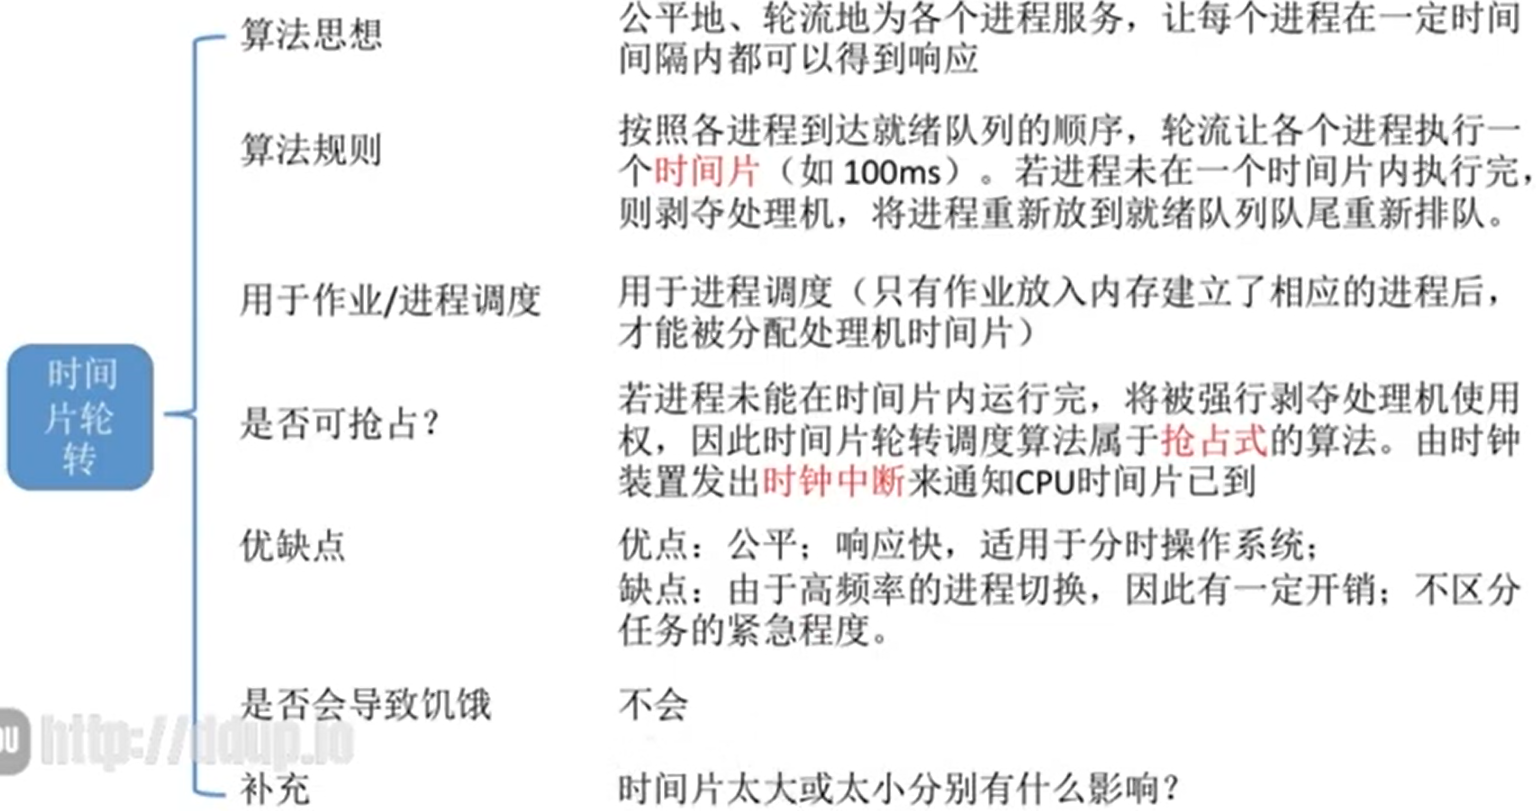 算法思想
公平地、轮流地为各个进程服务，让每个进程在一定时间
间隔内都可以得到响应
算法规则
按照各进程到达就绪队列的顺序，轮流让各个进程执行一
个时间片（如 100ms）。若进程未在一个时间片内执行完，
则剥夺处理机，将进程重新放到就绪队列队尾重新排队。
用于作业/进程调度
用于进程调度（只有作业放入内存建立了相应的进程后，
才能被分配处理机时间片）
时间
片轮
转
是否可抢占？
若进程未能在时间片内运行完，将被强行剥夺处理机使用
权，因此时间片轮转调度算法属于抢占式的算法。由时钟
装置发出时钟中断来通知CPU时间片已到
优缺点
优点：公平；响应快，适用于分时操作系统；
缺点：由于高频率的进程切换，因此有一定开销；不区分
任务的紧急程度。
是否会导致饥饿
不会
http://ddup.io
补充
时间片太大或太小分别有什么影响？